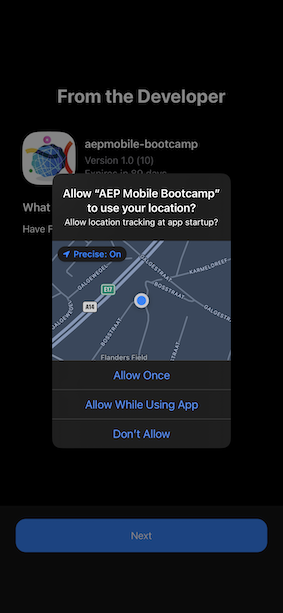 From the Developer
aepmobile-bootcamp
Version 1.0 (10)
Expires in 89 days
What
Have F
Allow “AEP Mobile Bootcamp”
to use your location?
Allow location tracking at app startup?
Precise: On
GALGEWEGEL
KARMELDREEF
BOSSTRAAT
E17
A14
GALGESTRAAT
BOSSTRAAT
Flanders Field
Allow Once
Allow While Using App
Don't Allow
Next